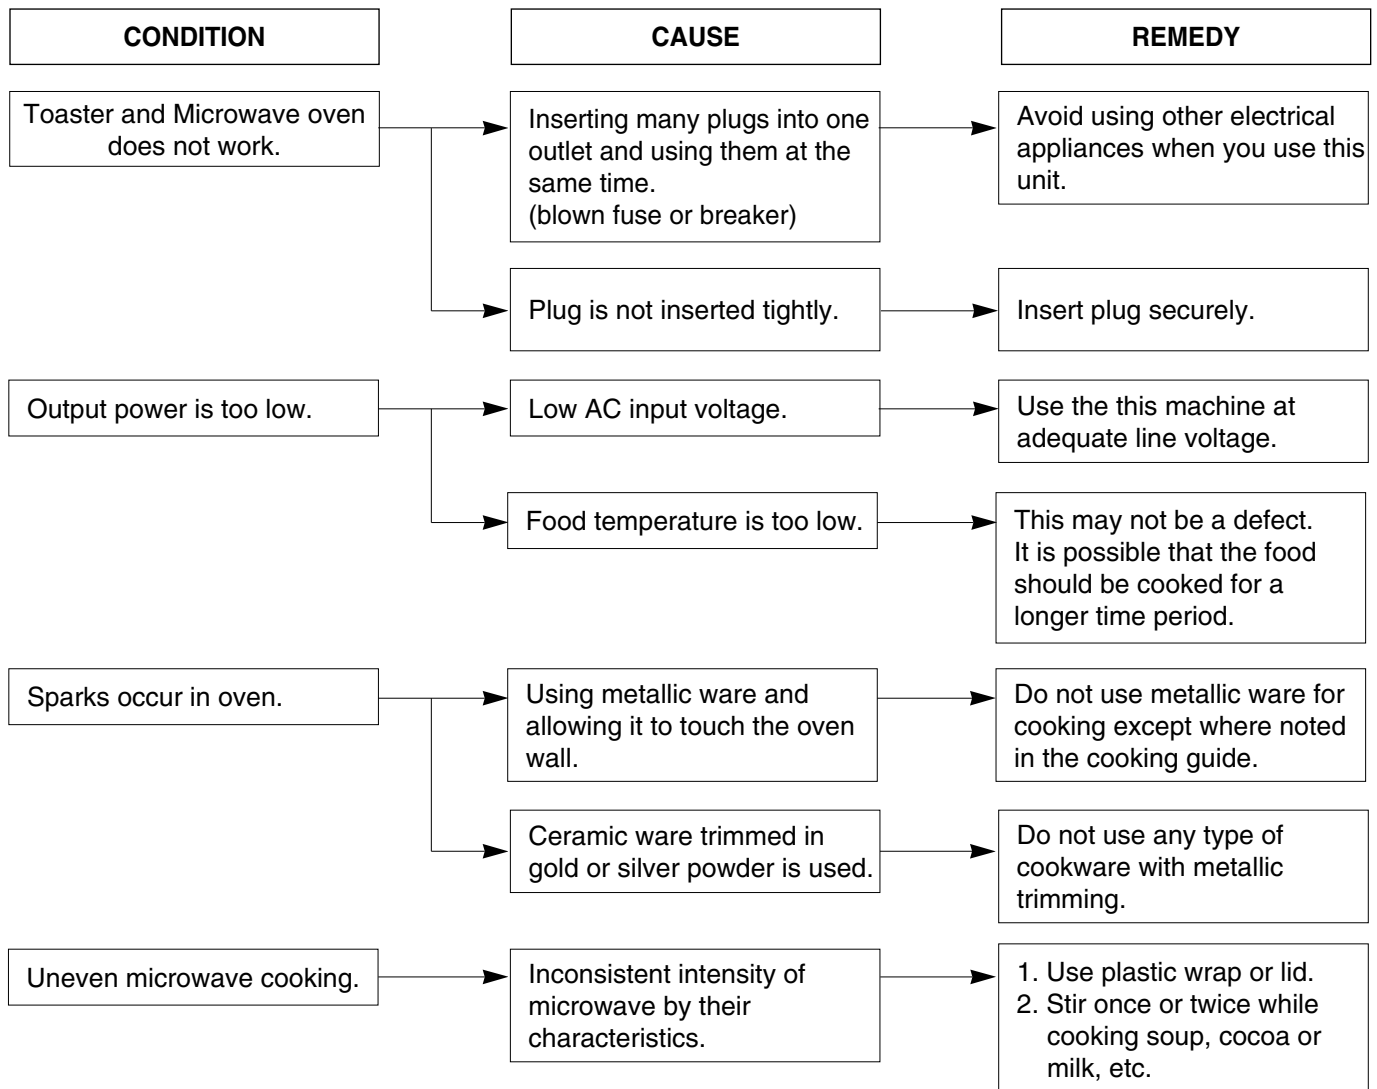 CONDITION
CAUSE
REMEDY
Toaster and Microwave oven
does not work.
Inserting many plugs into one
outlet and using them at the
same time.
(blown fuse or breaker)
Avoid using other electrical
appliances when you use this
unit.
Plug is not inserted tightly.
Insert plug securely.
Output power is too low.
Low AC input voltage.
Use the this machine at
adequate line voltage.
Food temperature is too low.
This may not be a defect.
It is possible that the food
should be cooked for a
longer time period.
Sparks occur in oven.
Using metallic ware and
allowing it to touch the oven
wall.
Do not use metallic ware for
cooking except where noted
in the cooking guide.
Ceramic ware trimmed in
gold or silver powder is used.
Do not use any type of
cookware with metallic
trimming.
Uneven microwave cooking.
Inconsistent intensity of
microwave by their
characteristics.
1. Use plastic wrap or lid.
2. Stir once or twice while
cooking soup, cocoa or
milk, etc.